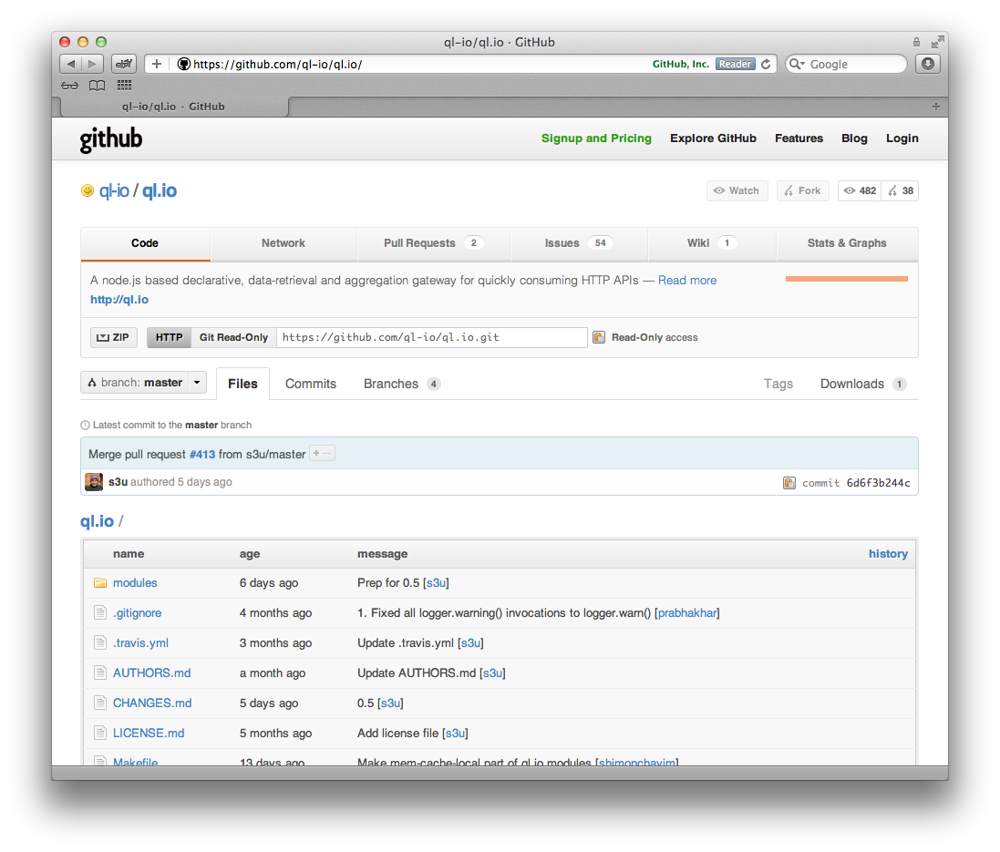 ql-io/ql.io · GitHub
https://github.com/ql-io/ql.io/ GitHub, Inc. Reader Google
ql-io/ql.io · GitHub
github Signup and Pricing Explore GitHub Features Blog Login
ql-io / ql.io Watch Fork 482 38
Code Network Pull Requests 2 Issues 54 Wiki 1 Stats & Graphs
A node.js based declarative, data-retrieval and aggregation gateway for quickly consuming HTTP APIs — Read more
http://ql.io
ZIP HTTP Git Read-Only https://github.com/ql-io/ql.io.git Read-Only access
branch: master Files Commits Branches 4 Tags Downloads 1
Latest commit to the master branch
Merge pull request #413 from s3u/master + ...
s3u authored 5 days ago commit 6d6f3b244c
ql.io /
name age message history
modules 6 days ago Prep for 0.5 [s3u]
.gitignore 4 months ago 1. Fixed all logger.warning() invocations to logger.warn() [prabhakhar]
.travis.yml 3 months ago Update .travis.yml [s3u]
AUTHORS.md a month ago Update AUTHORS.md [s3u]
CHANGES.md 5 days ago 0.5 [s3u]
LICENSE.md 5 months ago Add license file [s3u]
Makefile 13 days ago Make mem-cache-local part of ql.io modules [shimonchayim]